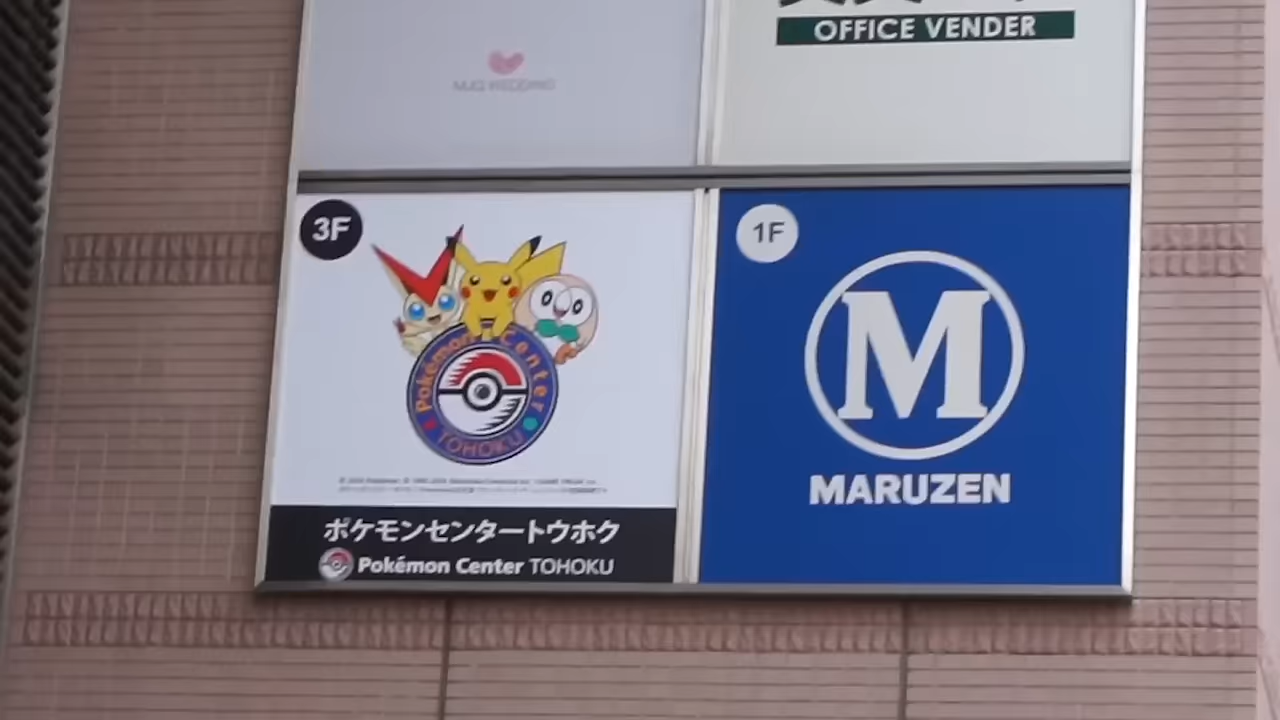 OFFICE VENDER
3F
Pokémon Center
TOHOKU
ポケモンセンタートウホク
Pokémon Center TOHOKU
1F
M
MARUZEN